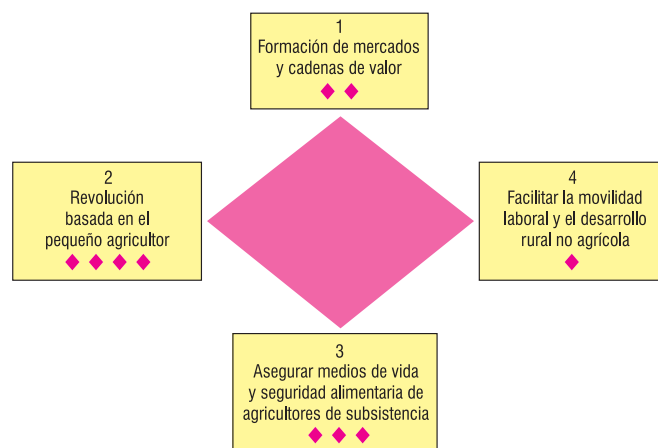 1
Formación de mercados
y cadenas de valor
2
Revolución
basada en el
pequeño agricultor
4
Facilitar la movilidad
laboral y el desarrollo
rural no agrícola
3
Asegurar medios de vida
y seguridad alimentaria de
agricultores de subsistencia